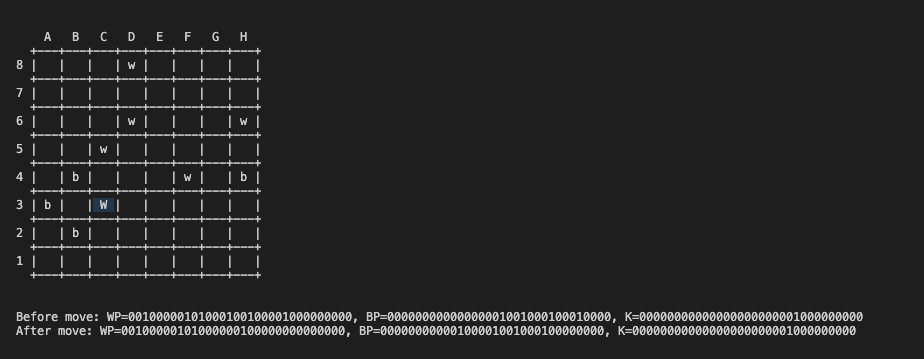 A B C D E F G H
+---+---+---+---+---+---+---+---+
8 | | | | w | | | | |
+---+---+---+---+---+---+---+---+
7 | | | | | | | | |
+---+---+---+---+---+---+---+---+
6 | | | | w | | | | w |
+---+---+---+---+---+---+---+---+
5 | | | w | | | | | |
+---+---+---+---+---+---+---+---+
4 | | b | | | | w | | b |
+---+---+---+---+---+---+---+---+
3 | b | | W | | | | | |
+---+---+---+---+---+---+---+---+
2 | | b | | | | | | |
+---+---+---+---+---+---+---+---+
1 | | | | | | | | |
+---+---+---+---+---+---+---+---+
Before move: WP=00100000101000100100001000000000, BP=00000000000000001001000100010000, K=00000000000000000000001000000000
After move: WP=00100000101000000100000000000000, BP=00000000000100001001000100000000, K=00000000000000000000001000000000